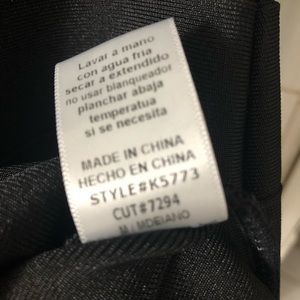 Lavar a mano
con agua fria
secar a extendido
no usar blanqueador
planchar abaja
temperatua
si se necesita
MADE IN CHINA
HECHO EN CHINA
STYLE#K5773
CUT#7294
M / MDEIANO